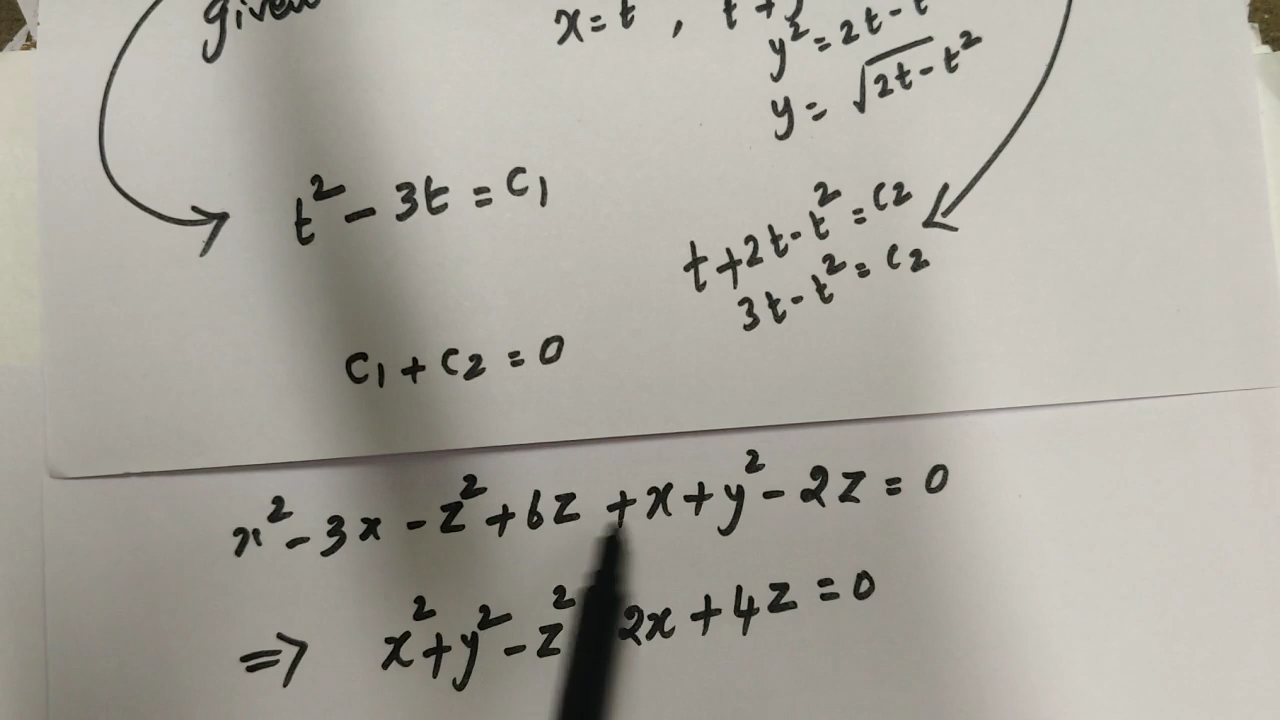 given
x = t ,
y² = 2t - t
y = √2t - t²
t² - 3t = C₁
t + 2t - t² = C₂
3t - t² = C₂
C₁ + C₂ = 0
x² - 3x - z² + 6z + x + y² - 2z = 0
⇒ x² + y² - z² 2x + 4z = 0